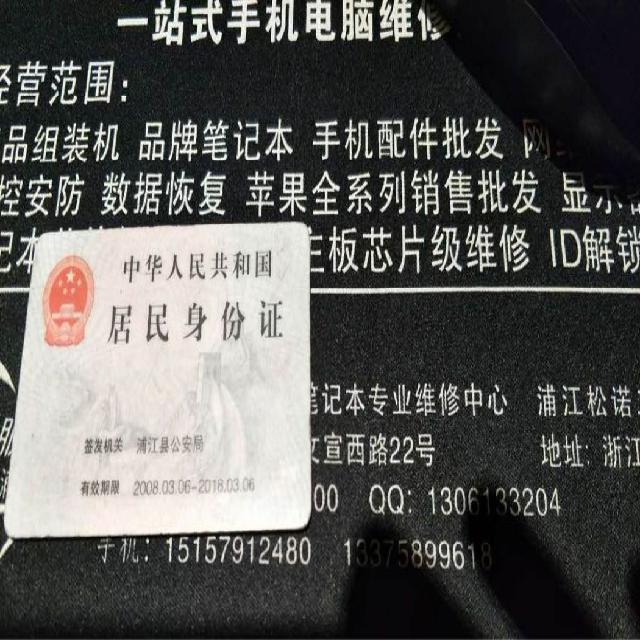 一站式手机电脑维修
经营范围:
品组装机 品牌笔记本 手机配件批发
控安防 数据恢复 苹果全系列销售批发 显示
记本 主板芯片级维修 ID解锁
中华人民共和国
居民身份证
签发机关 浦江县公安局
有效期限 2008.03.06-2018.03.06
笔记本专业维修中心 浦江松诺
文宣西路22号 地址: 浙江
00 QQ: 1306133204
手机: 15157912480 13375899618